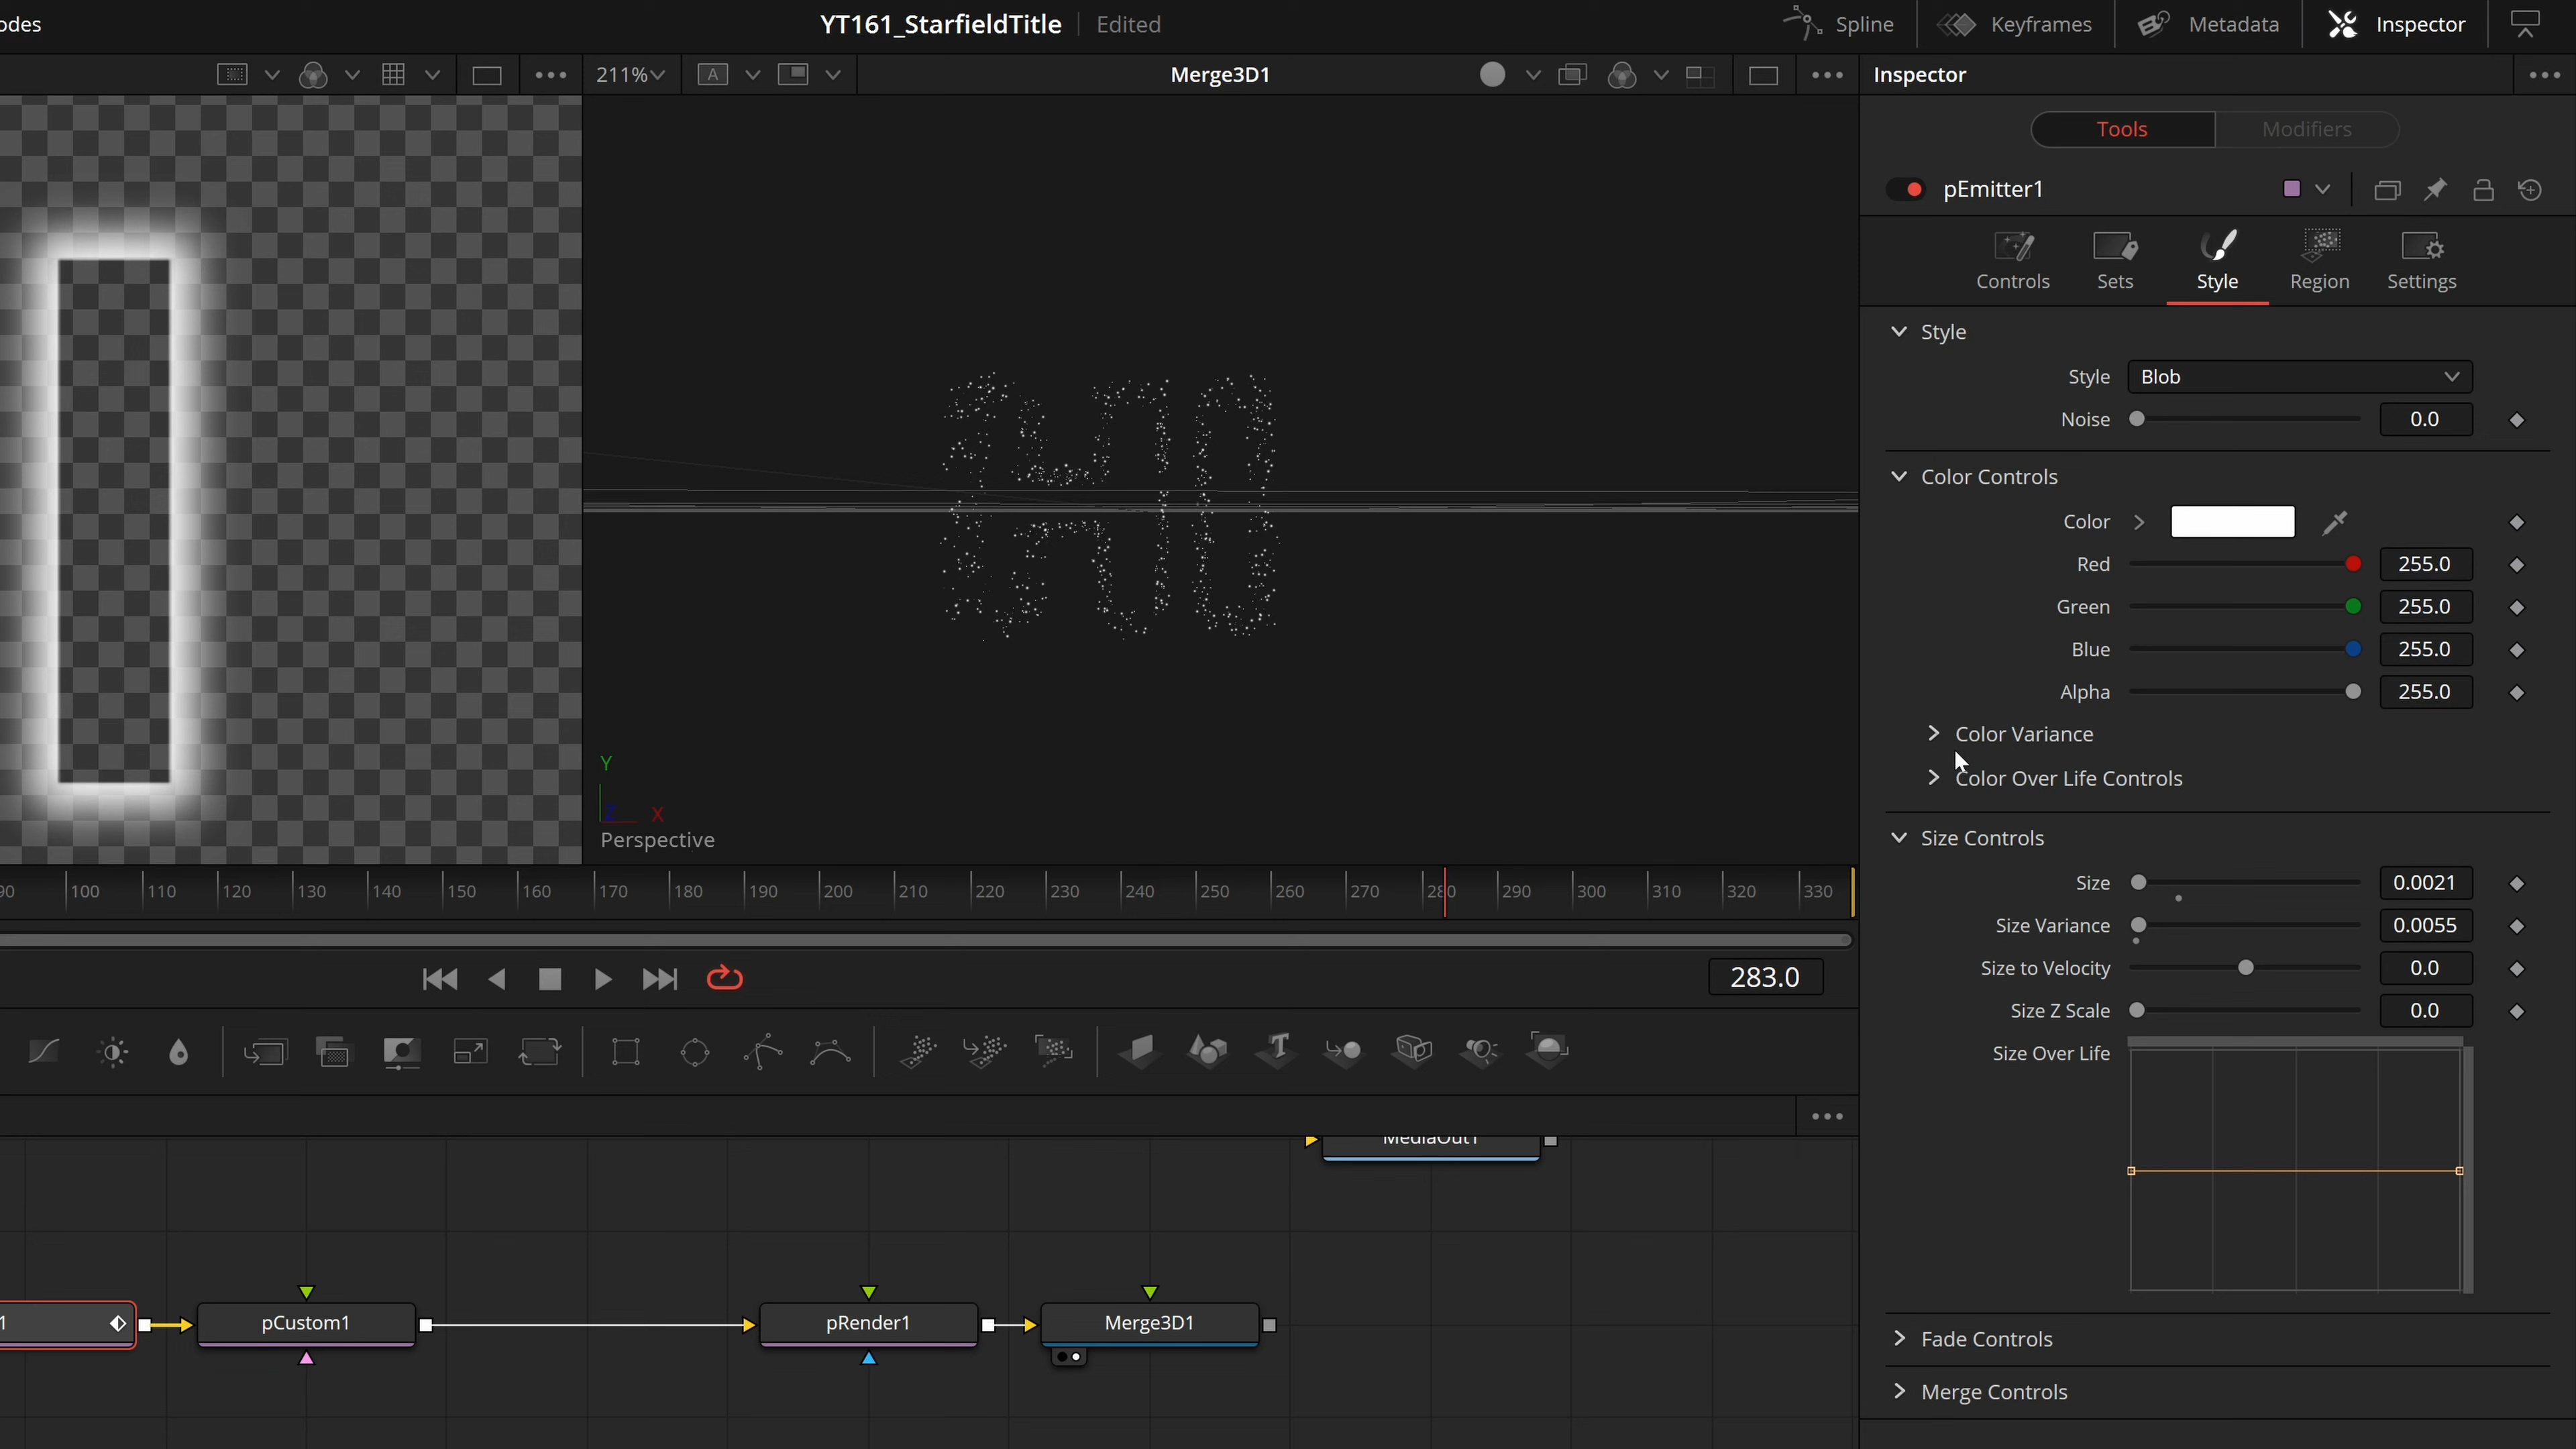 odes
YT161_StarfieldTitle
Edited
Spline
Keyframes
Metadata
Inspector
211%
A
Merge3D1
Inspector
Tools
Modifiers
pEmitter1
Controls
Sets
Style
Region
Settings
Style
Style
Blob
Noise
0.0
Color Controls
Color
Red
255.0
Green
255.0
Blue
255.0
Alpha
255.0
Color Variance
Color Over Life Controls
Size Controls
Size
0.0021
Size Variance
0.0055
Size to Velocity
0.0
Size Z Scale
0.0
Size Over Life
Fade Controls
Merge Controls
Y
Z
X
Perspective
90 100 110 120 130 140 150 160 170 180 190 200 210 220 230 240 250 260 270 280 290 300 310 320 330
283.0
MediaOut1
1
pCustom1
pRender1
Merge3D1